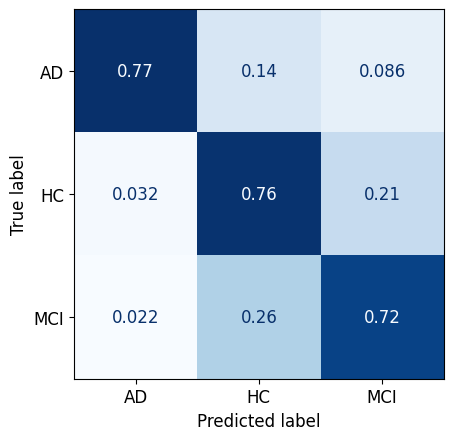 AD 0.77 0.14 0.086
HC 0.032 0.76 0.21
MCI 0.022 0.26 0.72
AD HC MCI
Predicted label
True label